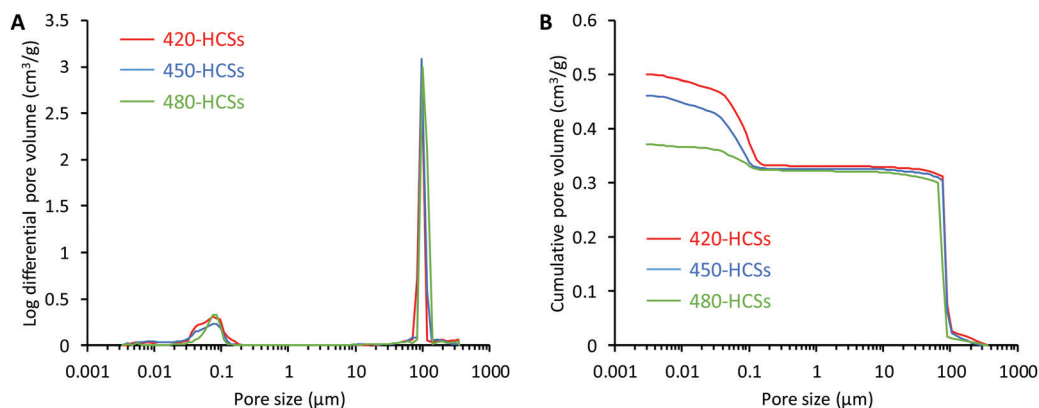 A
Log differential pore volume (cm³/g)
3.5
3
2.5
2
1.5
1
0.5
0
420-HCSs
450-HCSs
480-HCSs
0.001
0.01
0.1
1
10
100
1000
Pore size (µm)
B
Cumulative pore volume (cm³/g)
0.6
0.5
0.4
0.3
0.2
0.1
0
420-HCSs
450-HCSs
480-HCSs
0.001
0.01
0.1
1
10
100
1000
Pore size (µm)